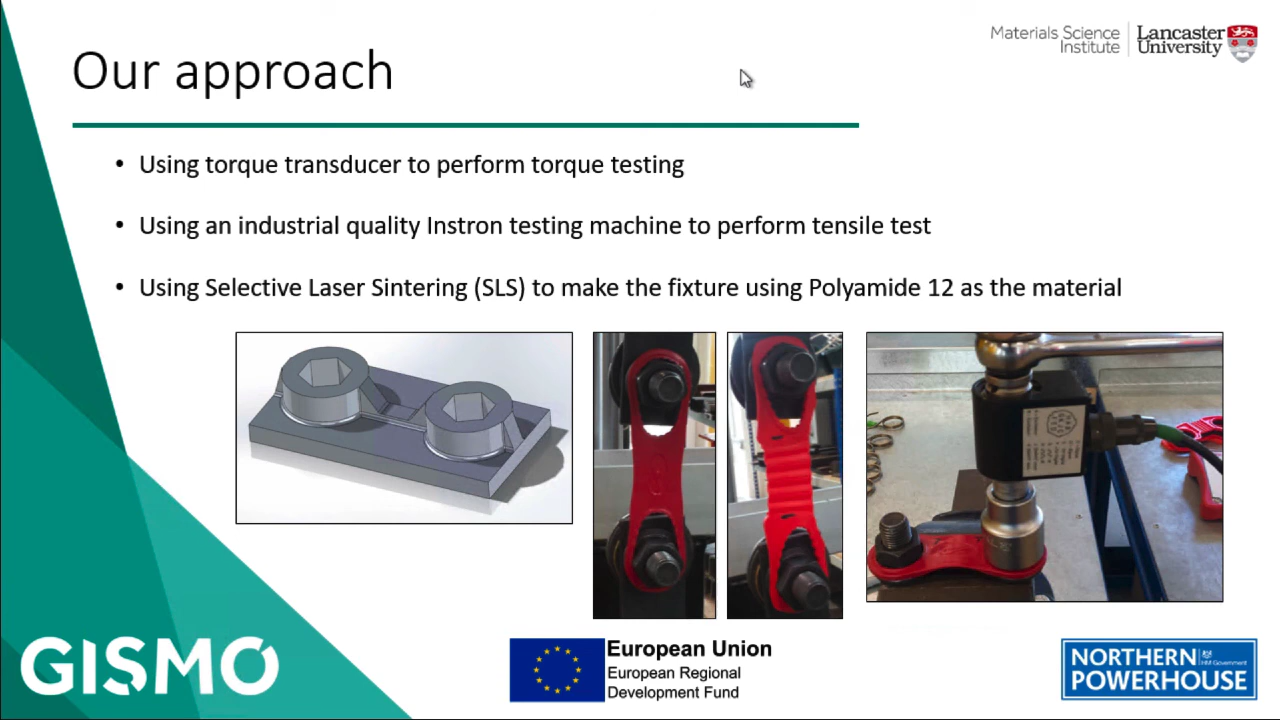 Materials Science
Institute
Lancaster
University
Our approach
• Using torque transducer to perform torque testing
• Using an industrial quality Instron testing machine to perform tensile test
• Using Selective Laser Sintering (SLS) to make the fixture using Polyamide 12 as the material
GISMO
European Union
European Regional
Development Fund
NORTHERN
HM Government
POWERHOUSE